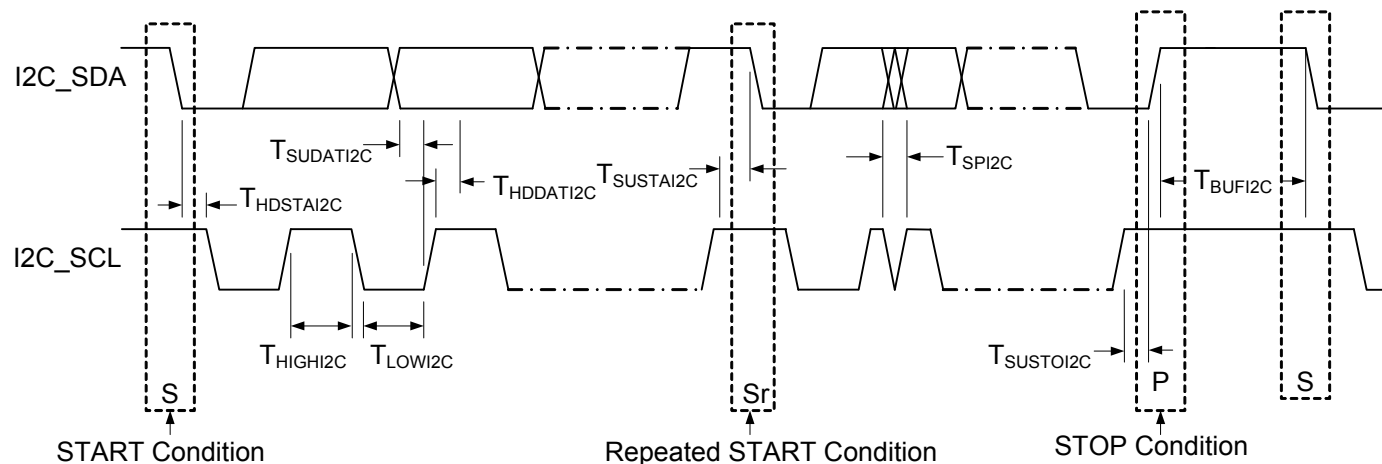 I2C_SDA
T_SUDATI2C
T_HDDATI2C
T_SUSTAI2C
T_SPI2C
T_BUFI2C
T_HDSTAI2C
I2C_SCL
T_HIGHI2C
T_LOWI2C
T_SUSTOI2C
S
Sr
P
S
START Condition
Repeated START Condition
STOP Condition